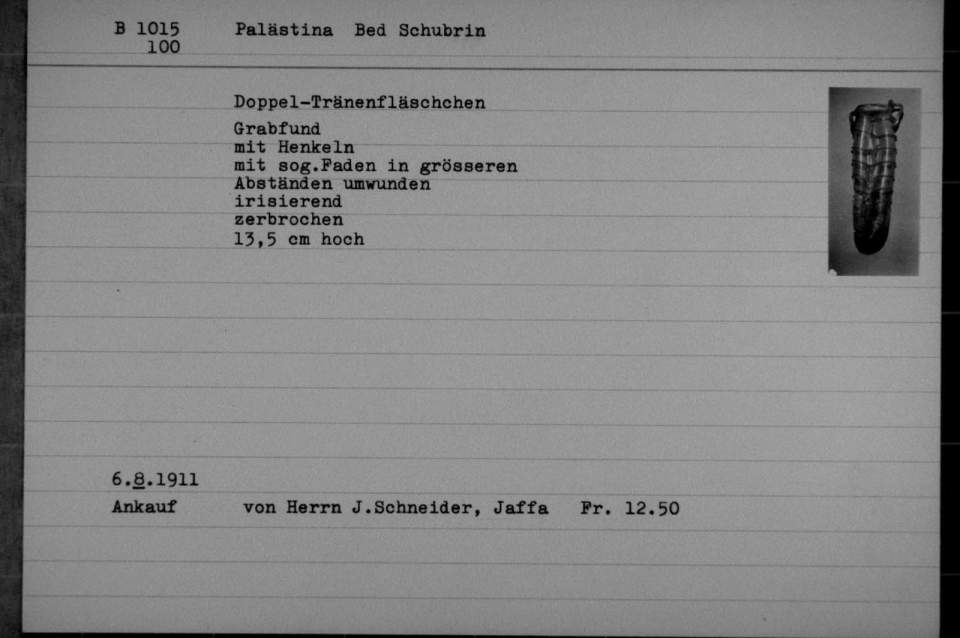 B 1015 Palästina Bed Schubrin
100
Doppel-Tränenfläschchen
Grabfund
mit Henkeln
mit sog.Faden in grösseren
Abständen umwunden
irisierend
zerbrochen
13,5 cm hoch
6.8.1911
Ankauf von Herrn J.Schneider, Jaffa Fr. 12.50